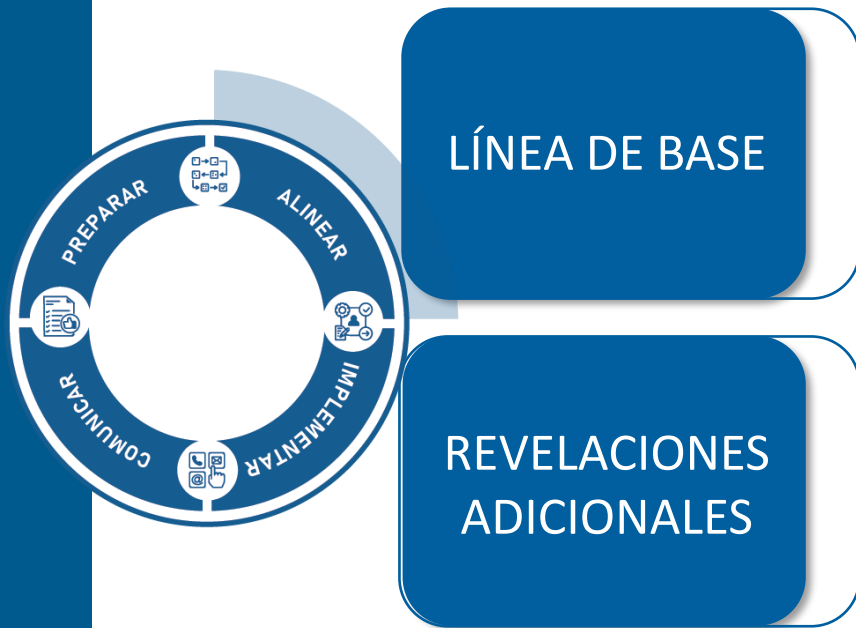 PREPARAR
ALINEAR
IMPLEMENTAR
COMUNICAR
LÍNEA DE BASE
REVELACIONES
ADICIONALES